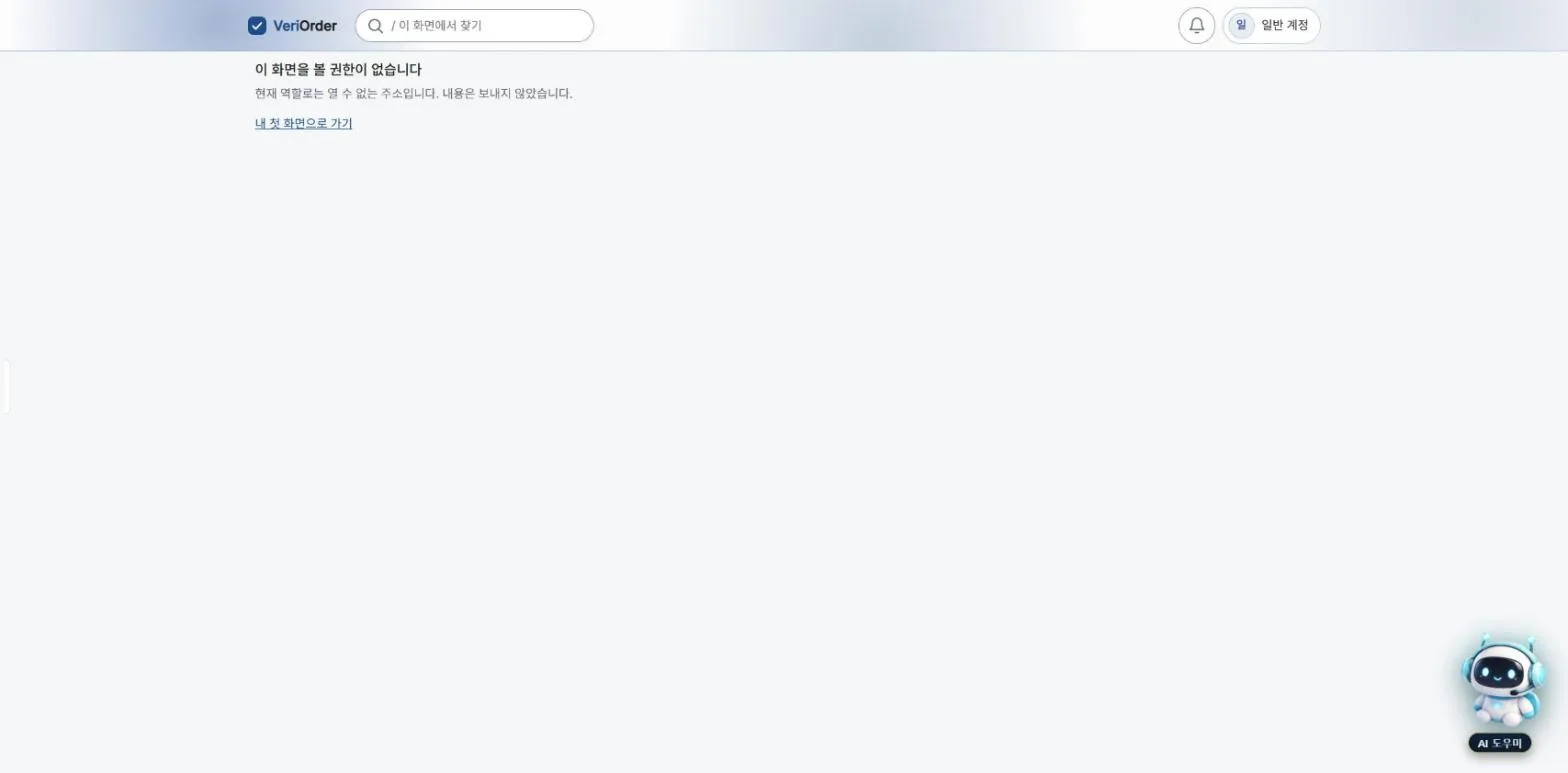 VeriOrder
/ 이 화면에서 찾기
일
일반 계정
이 화면을 볼 권한이 없습니다
현재 역할로는 열 수 없는 주소입니다. 내용은 보내지 않았습니다.
내 첫 화면으로 가기
AI 도우미